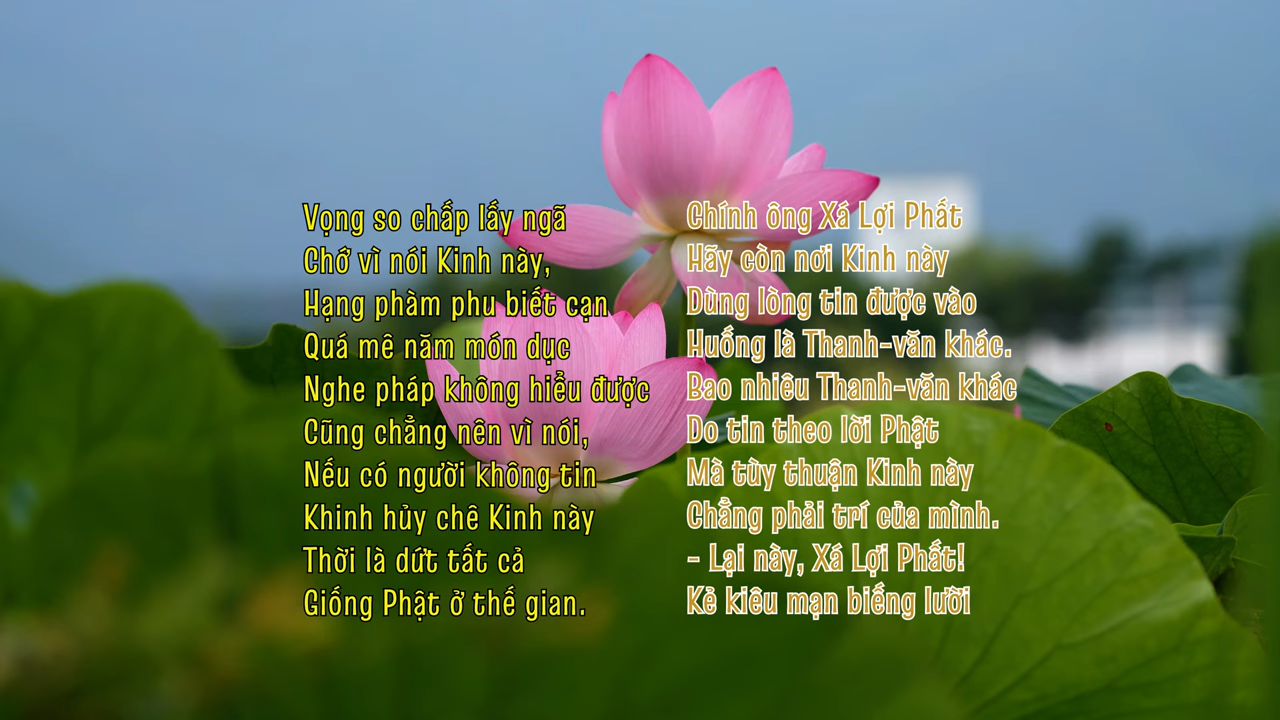 Vọng so chấp lấy ngã
Chớ vì nói Kinh này,
Hạng phàm phu biết cạn
Quá mê năm món dục
Nghe pháp không hiểu được
Cũng chẳng nên vì nói,
Nếu có người không tin
Khinh hủy chê Kinh này
Thời là dứt tất cả
Giống Phật ở thế gian.
Chính ông Xá Lợi Phất
Hãy còn nơi Kinh này
Dùng lòng tin được vào
Huống là Thanh-văn khác.
Bao nhiêu Thanh-văn khác
Do tin theo lời Phật
Mà tùy thuận Kinh này
Chẳng phải trí của mình.
- Lại này, Xá Lợi Phất!
Kẻ kiêu mạn biếng lười